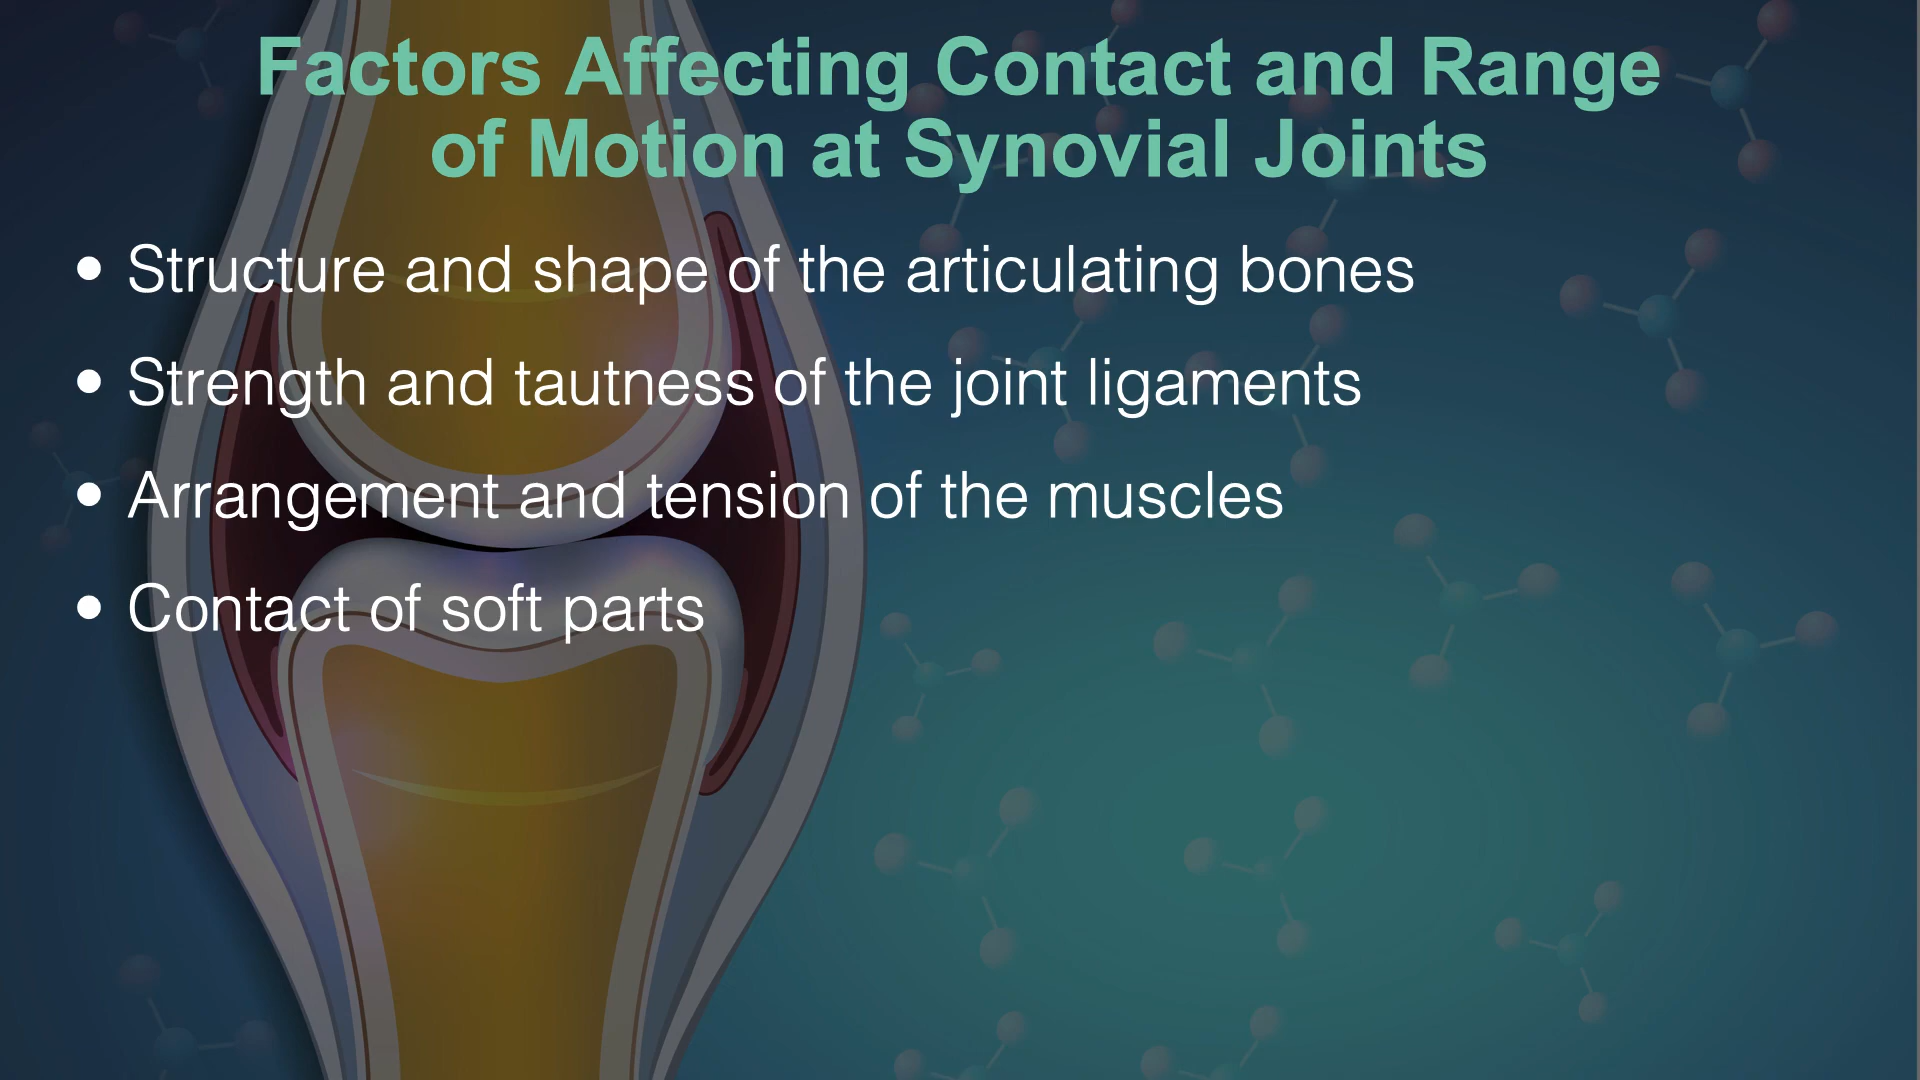 Factors Affecting Contact and Range
of Motion at Synovial Joints
• Structure and shape of the articulating bones
• Strength and tautness of the joint ligaments
• Arrangement and tension of the muscles
• Contact of soft parts